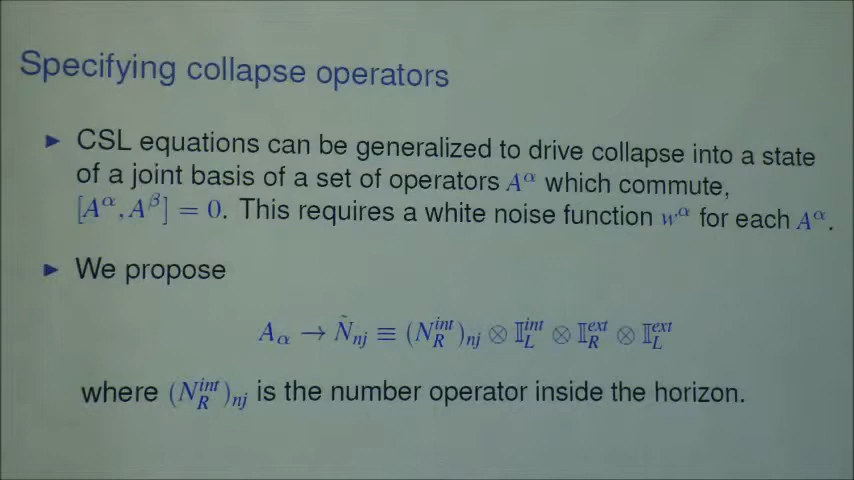 Specifying collapse operators
▶ CSL equations can be generalized to drive collapse into a state
of a joint basis of a set of operators A^α which commute,
[A^α, A^β] = 0. This requires a white noise function w^α for each A^α.
▶ We propose
A_α → Ñ_nj ≡ (N_R^int)_nj ⊗ 𝕀_L^int ⊗ 𝕀_R^ext ⊗ 𝕀_L^ext
where (N_R^int)_nj is the number operator inside the horizon.